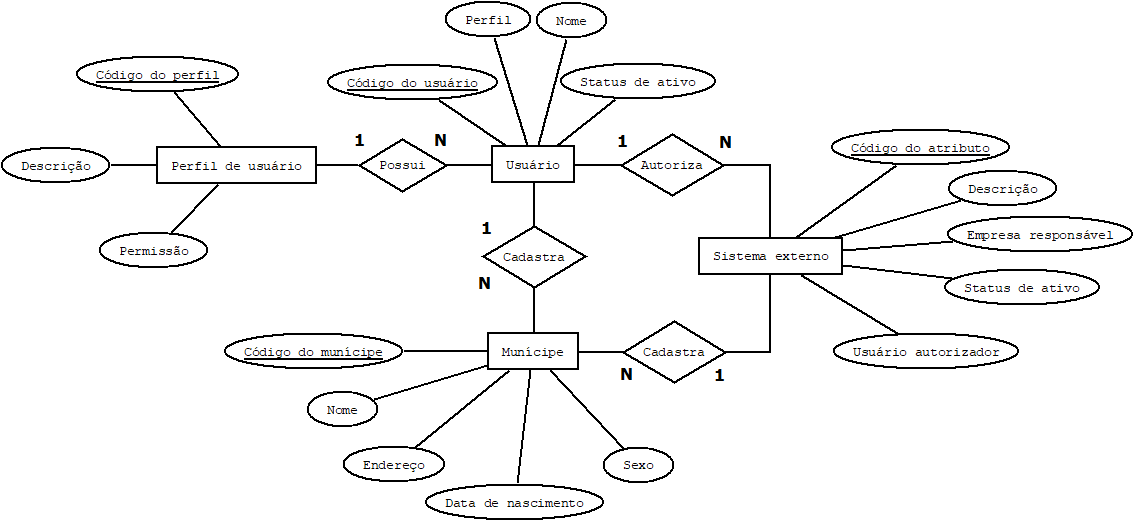 Perfil
Nome
Código do perfil
Código do usuário
Status de ativo
1
N
1
N
Código do atributo
Descrição
Perfil de usuário
Possui
Usuário
Autoriza
Descrição
Empresa responsável
1
Permissão
Cadastra
Sistema externo
N
Status de ativo
Código do munícipe
Munícipe
Cadastra
Usuário autorizador
N
1
Nome
Endereço
Sexo
Data de nascimento